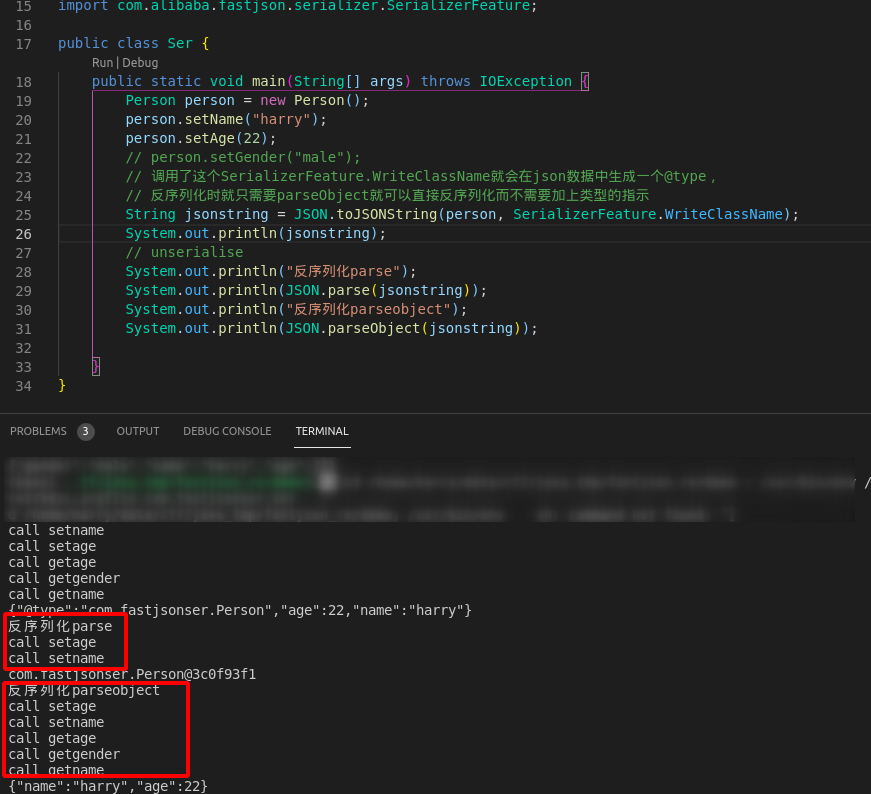 15 import com.alibaba.fastjson.serializer.SerializerFeature;
16
17 public class Ser {
Run | Debug
18 public static void main(String[] args) throws IOException {
19 Person person = new Person();
20 person.setName("harry");
21 person.setAge(22);
22 // person.setGender("male");
23 // 调用了这个SerializerFeature.WriteClassName就会在json数据中生成一个@type，
24 // 反序列化时就只需要parseObject就可以直接反序列化而不需要加上类型的指示
25 String jsonstring = JSON.toJSONString(person, SerializerFeature.WriteClassName);
26 System.out.println(jsonstring);
27 // unserialise
28 System.out.println("反序列化parse");
29 System.out.println(JSON.parse(jsonstring));
30 System.out.println("反序列化parseobject");
31 System.out.println(JSON.parseObject(jsonstring));
32
33 }
34 }
PROBLEMS 3 OUTPUT DEBUG CONSOLE TERMINAL
/
call setname
call setage
call getage
call getgender
call getname
{"@type":"com.fastjsonser.Person","age":22,"name":"harry"}
反序列化parse
call setage
call setname
com.fastjsonser.Person@3c0f93f1
反序列化parseobject
call setage
call setname
call getage
call getgender
call getname
{"name":"harry","age":22}